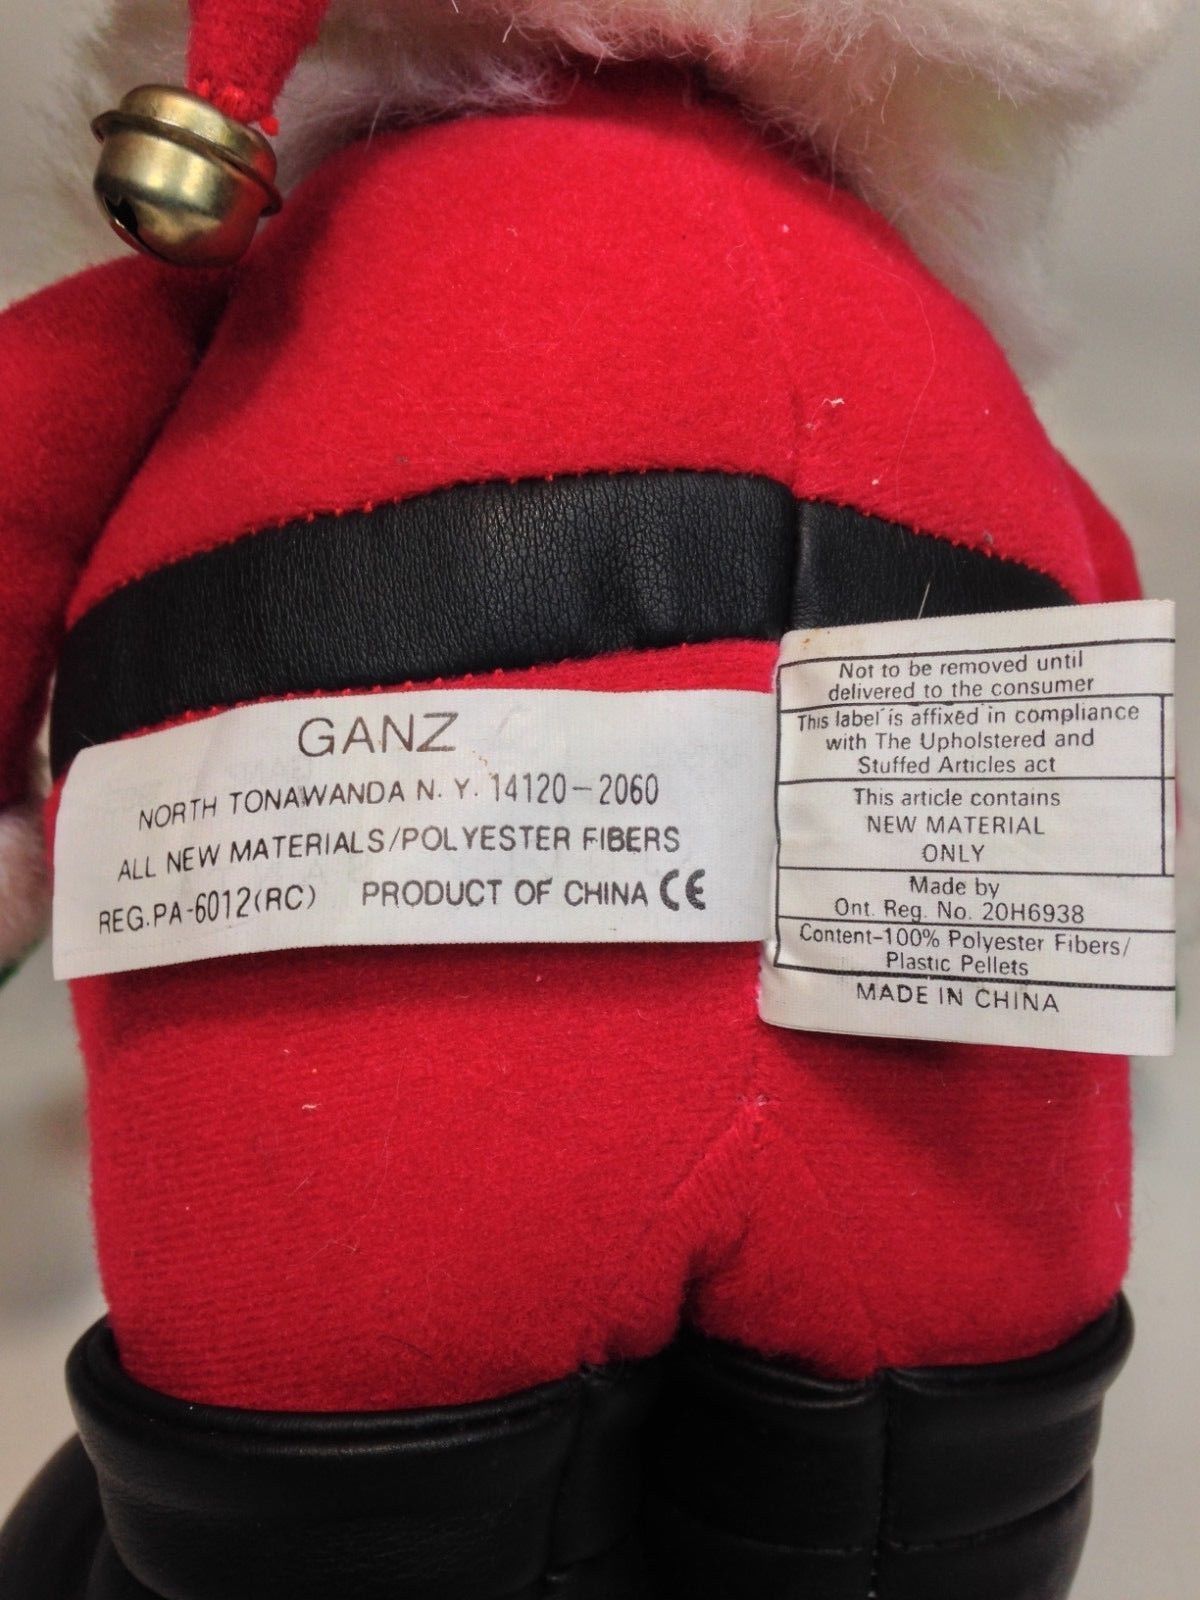 GANZ
NORTH TONAWANDA N. Y. 14120-2060
ALL NEW MATERIALS/POLYESTER FIBERS
REG.PA-6012(RC) PRODUCT OF CHINA CE
Not to be removed until
delivered to the consumer
This label is affixed in compliance
with The Upholstered and
Stuffed Articles act
This article contains
NEW MATERIAL
ONLY
Made by
Ont. Reg. No. 20H6938
Content-100% Polyester Fibers/
Plastic Pellets
MADE IN CHINA